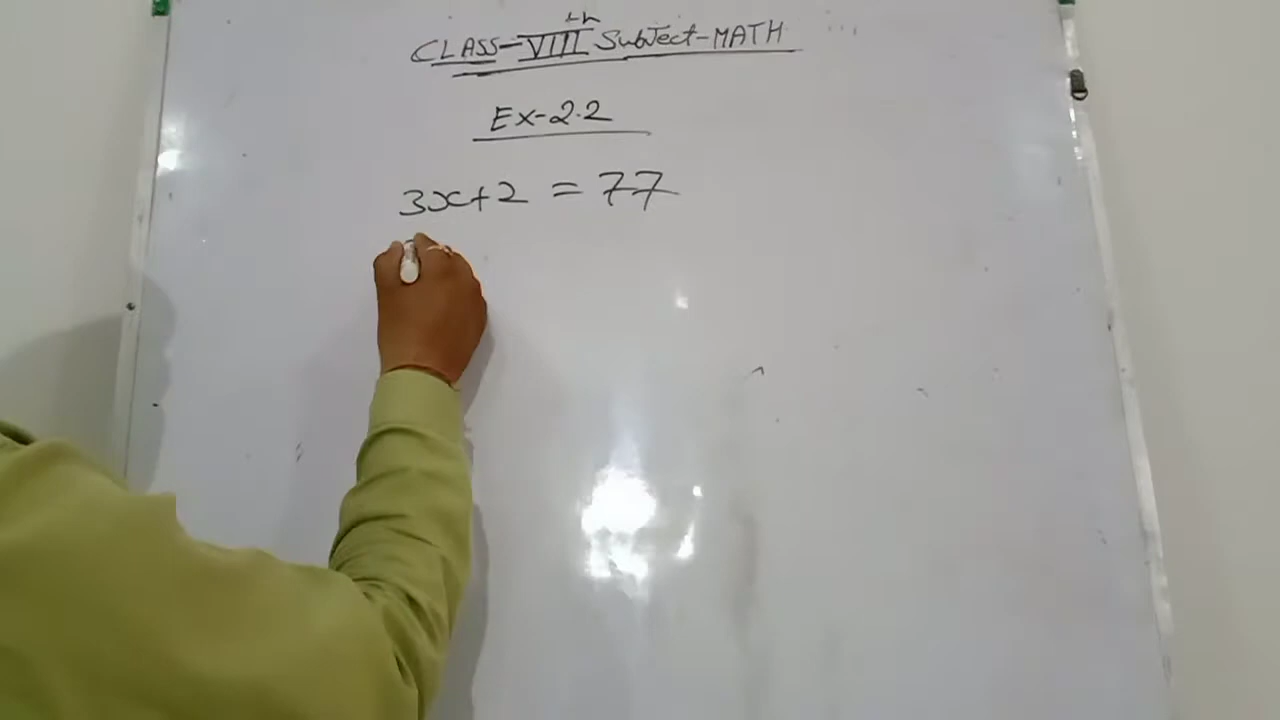 CLASS-VIIIth Subject-MATH
Ex-2.2
3x+2 = 77